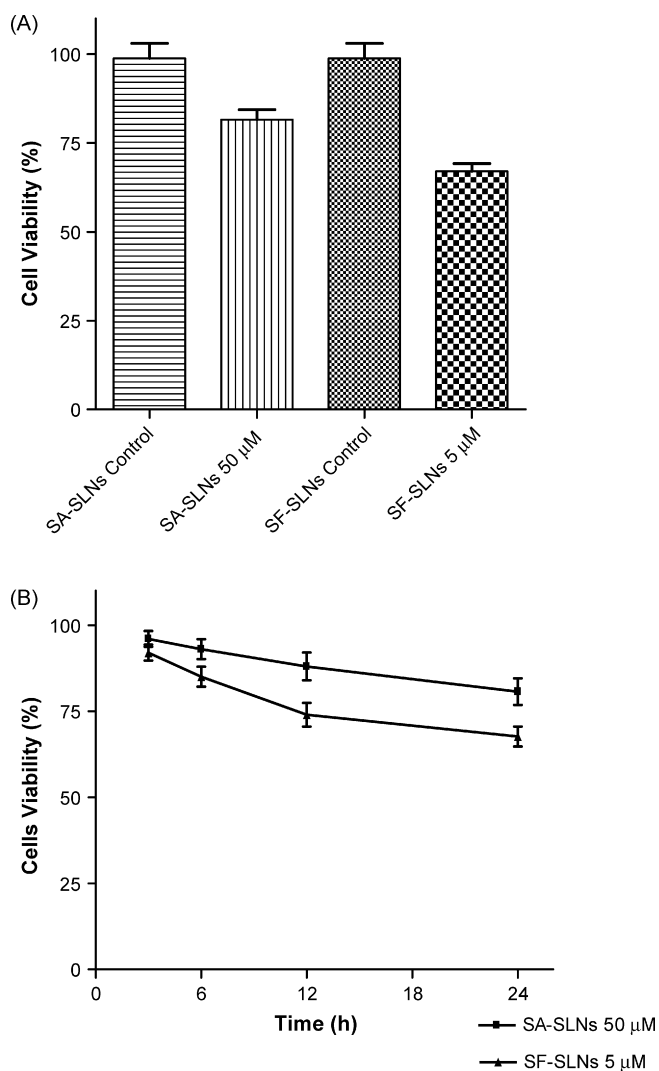 (A)
100
75
50
25
0
Cell Viability (%)
SA-SLNs Control
SA-SLNs 50 μM
SF-SLNs Control
SF-SLNs 5 μM
(B)
100
75
50
25
0
Cells Viability (%)
0 6 12 18 24
Time (h)
SA-SLNs 50 μM
SF-SLNs 5 μM